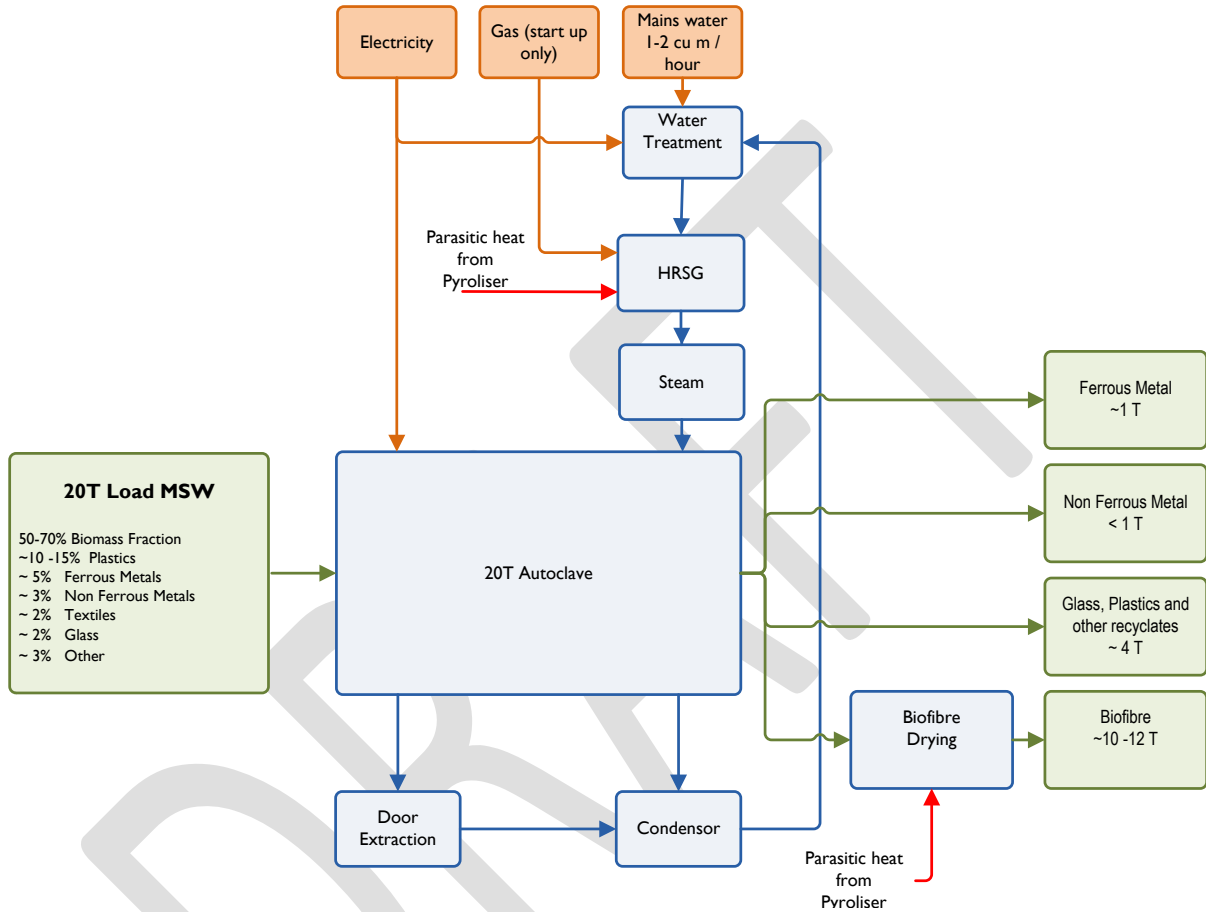 Electricity
Gas (start up
only)
Mains water
1-2 cu m /
hour
Water
Treatment
Parasitic heat
from
Pyroliser
HRSG
Steam
Ferrous Metal
~1 T
20T Load MSW
50-70% Biomass Fraction
~10 -15%  Plastics
~ 5%   Ferrous Metals
~ 3%   Non Ferrous Metals
~ 2%   Textiles
~ 2%   Glass
~ 3%   Other
20T Autoclave
Non Ferrous Metal
< 1 T
Glass, Plastics and
other recyclates
~ 4 T
Biofibre
Drying
Biofibre
~10 -12 T
Door
Extraction
Condensor
Parasitic heat
from
Pyroliser
DRAFT